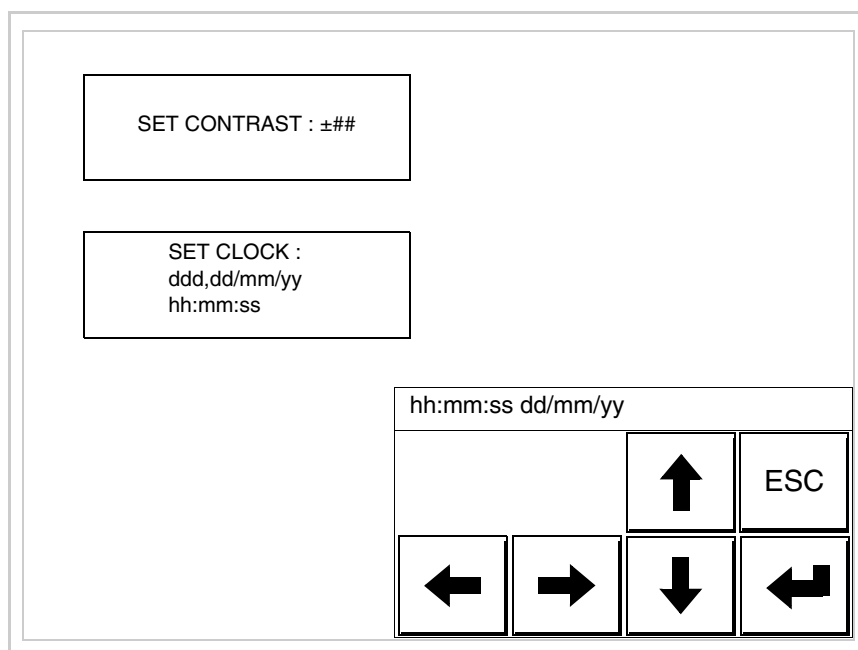 SET CONTRAST : ±##
SET CLOCK :
ddd,dd/mm/yy
hh:mm:ss
hh:mm:ss dd/mm/yy
ESC